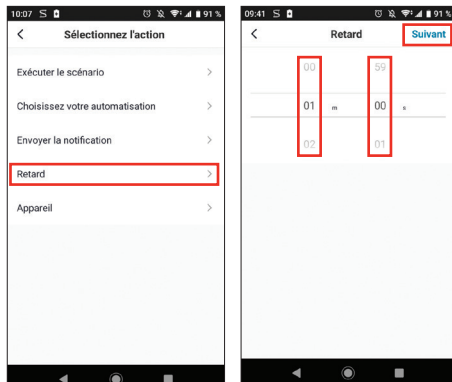 10:07 S 91 %
Sélectionnez l'action
Exécuter le scénario
Choisissez votre automatisation
Envoyer la notification
Retard
Appareil
09:41 S 91 %
Retard Suivant
00 59
01 m 00 s
02 01